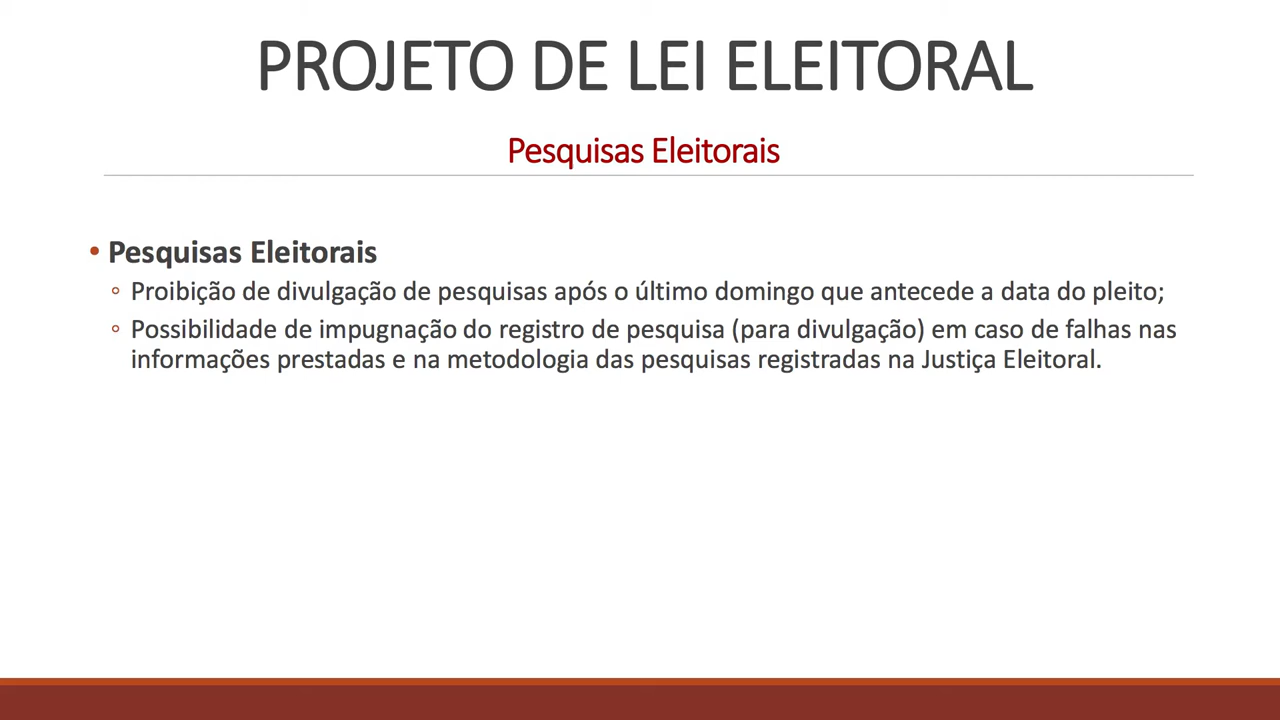 PROJETO DE LEI ELEITORAL
Pesquisas Eleitorais
• Pesquisas Eleitorais
◦ Proibição de divulgação de pesquisas após o último domingo que antecede a data do pleito;
◦ Possibilidade de impugnação do registro de pesquisa (para divulgação) em caso de falhas nas
informações prestadas e na metodologia das pesquisas registradas na Justiça Eleitoral.